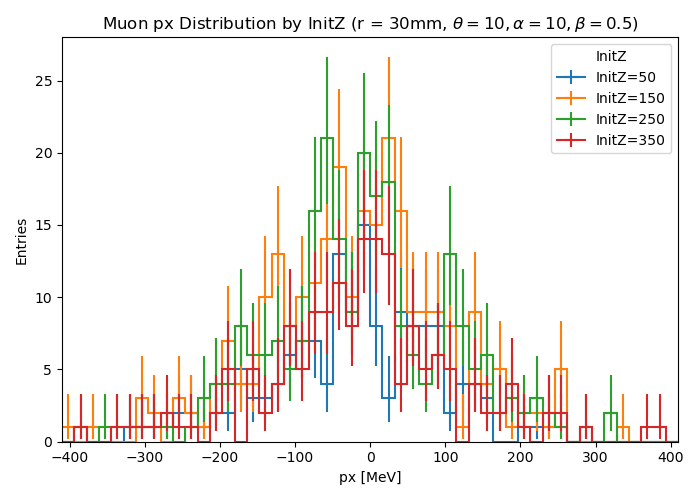 Muon px Distribution by InitZ (r = 30mm, θ = 10, α = 10, β = 0.5)
InitZ
InitZ=50
InitZ=150
InitZ=250
InitZ=350
Entries
25
20
15
10
5
0
−400 −300 −200 −100 0 100 200 300 400
px [MeV]